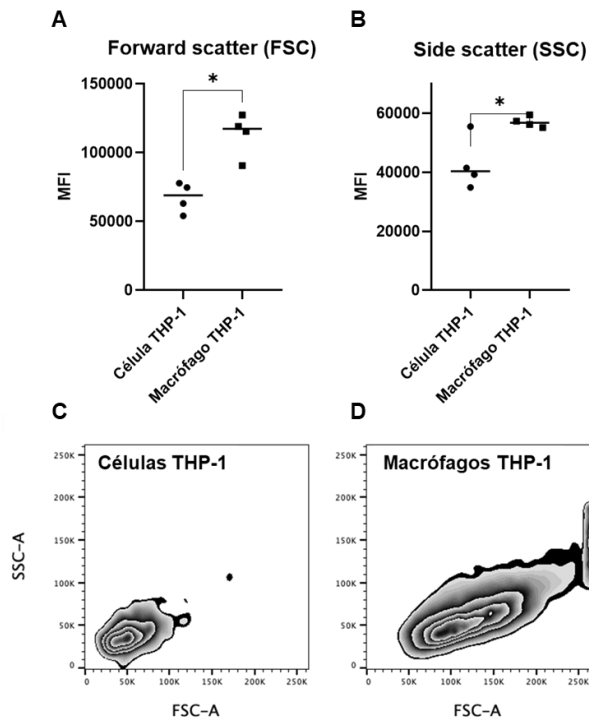 A
Forward scatter (FSC)
*
150000
100000
50000
0
MFI
Célula THP-1
Macrófago THP-1
B
Side scatter (SSC)
*
60000
40000
20000
0
MFI
Célula THP-1
Macrófago THP-1
C
Células THP-1
250K
200K
150K
100K
50K
0
SSC-A
0 50K 100K 150K 200K 250K
FSC-A
D
Macrófagos THP-1
250K
200K
150K
100K
50K
0
0 50K 100K 150K 200K 250K
FSC-A